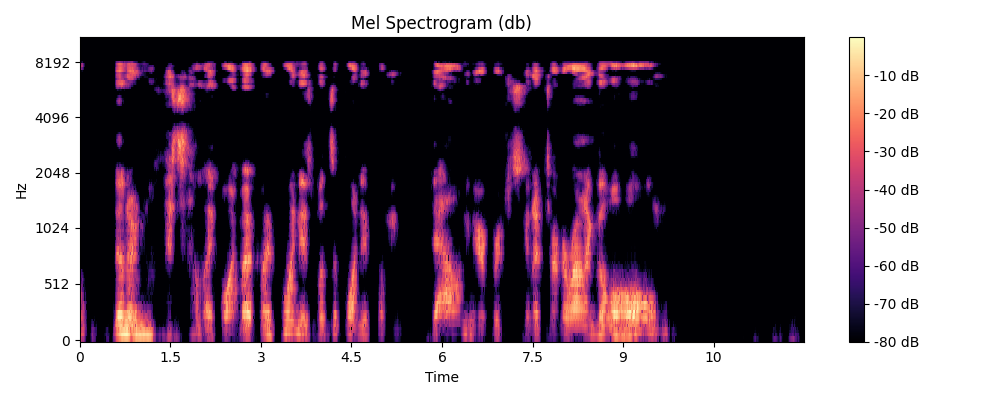 Mel Spectrogram (db)
8192
4096
2048
1024
512
0
Hz
0 1.5 3 4.5 6 7.5 9 10
Time
-10 dB
-20 dB
-30 dB
-40 dB
-50 dB
-60 dB
-70 dB
-80 dB